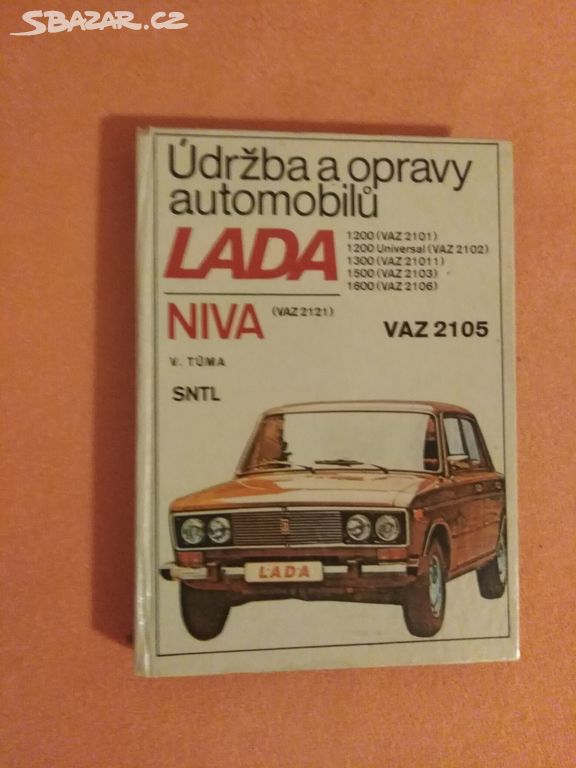 SBAZAR.CZ
Údržba a opravy
automobilů
LADA
1200 (VAZ 2101)
1200 Universal (VAZ 2102)
1300 (VAZ 21011)
1500 (VAZ 2103)
1600 (VAZ 2106)
NIVA (VAZ 2121)
VAZ 2105
V. TŮMA
SNTL
LADA